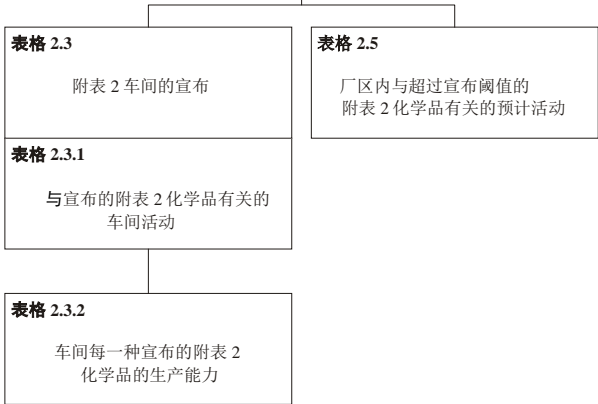 表格 2.3
附表 2 车间的宣布
表格 2.5
厂区内与超过宣布阈值的
附表 2 化学品有关的预计活动
表格 2.3.1
与宣布的附表 2 化学品有关的
车间活动
表格 2.3.2
车间每一种宣布的附表 2
化学品的生产能力